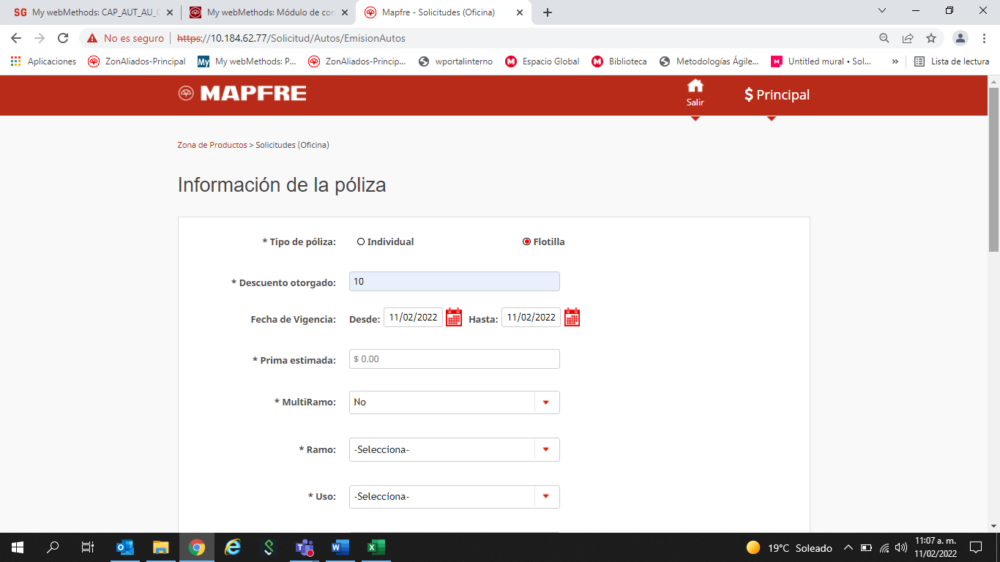 My webMethods: CAP_AUT_AU_
My webMethods: Módulo de con
Mapfre - Solicitudes (Oficina)
No es seguro
https://10.184.62.77/Solicitud/Autos/EmisionAutos
Aplicaciones
ZonAliados-Principal
My webMethods: P...
ZonAliados-Princip...
wportalinterno
Espacio Global
Biblioteca
Metodologías Ágile...
Untitled mural • Sol...
»
Lista de lectura
MAPFRE
Salir
$ Principal
Zona de Productos > Solicitudes (Oficina)
Información de la póliza
* Tipo de póliza: Individual Flotilla
* Descuento otorgado: 10
Fecha de Vigencia: Desde: 11/02/2022 Hasta: 11/02/2022
* Prima estimada: $ 0.00
* MultiRamo: No
* Ramo: -Selecciona-
* Uso: -Selecciona-
19°C Soleado
11:07 a. m.
11/02/2022